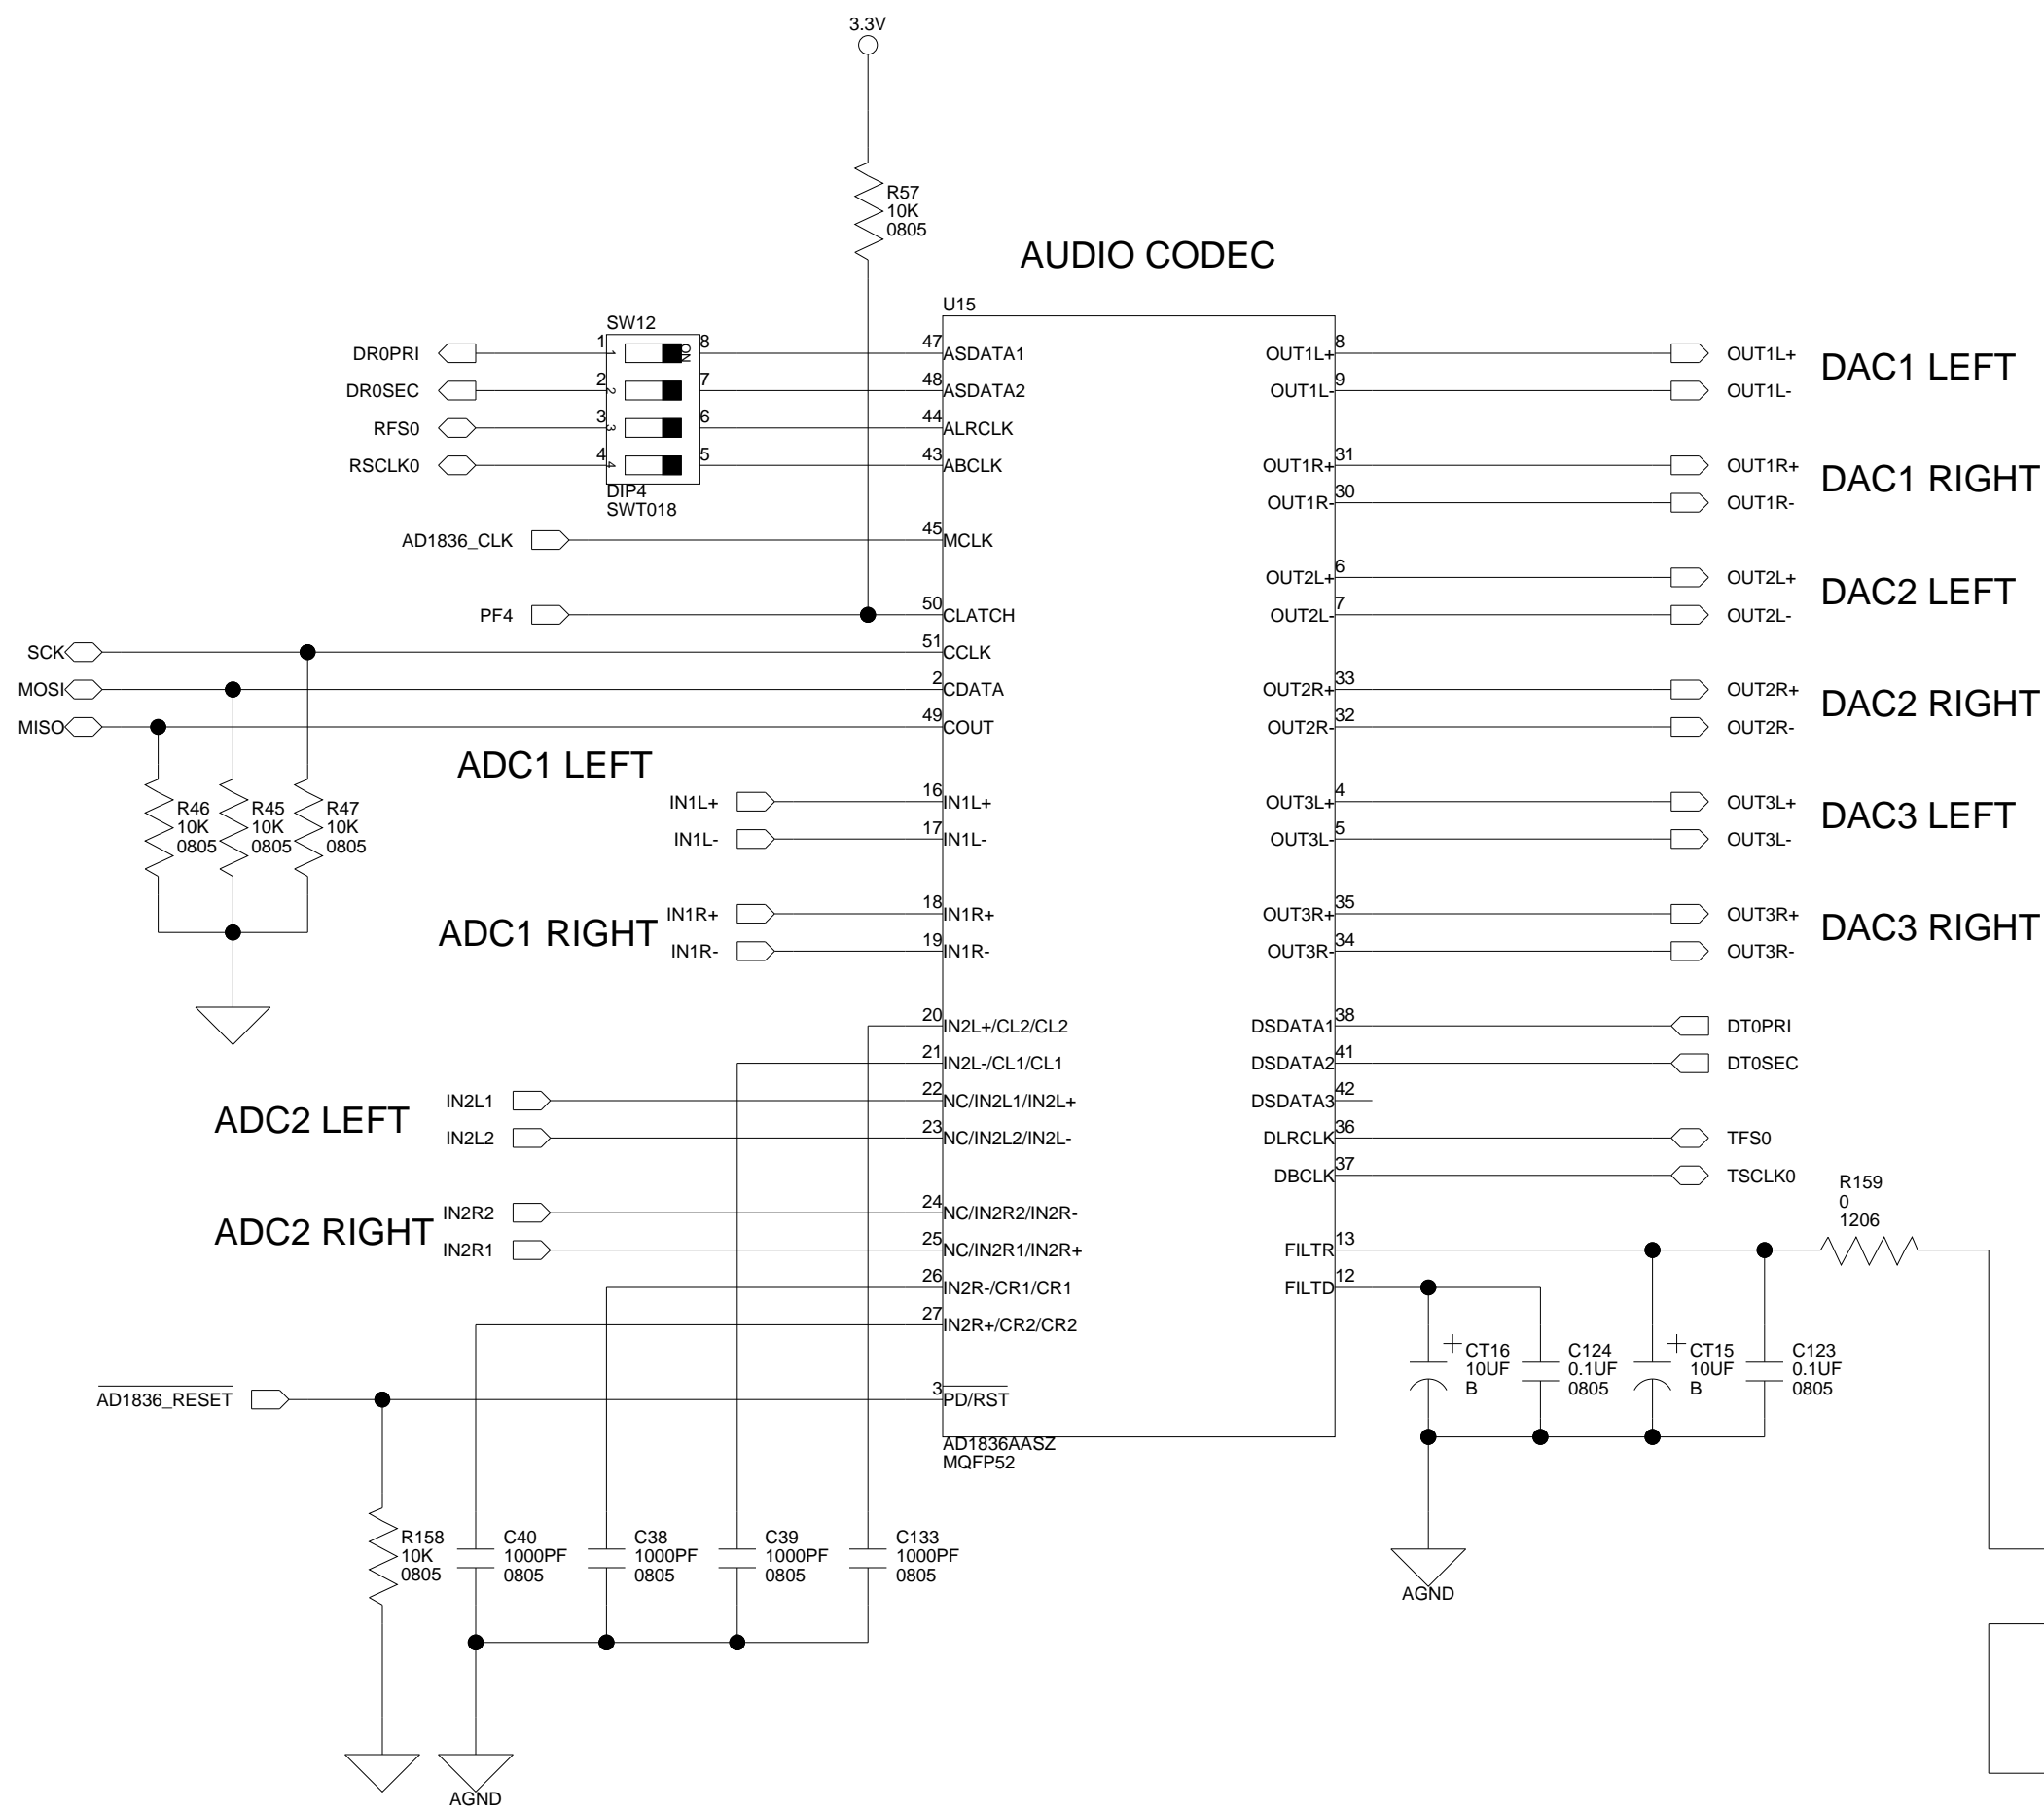 3.3V
R57
10K
0805
AUDIO CODEC
U15
SW12
1 1 ON 8
2 2 7
3 3 6
4 4 5
DIP4
SWT018
DR0PRI
DR0SEC
RFS0
RSCLK0
AD1836_CLK
PF4
SCK
MOSI
MISO
47 ASDATA1
48 ASDATA2
44 ALRCLK
43 ABCLK
45 MCLK
50 CLATCH
51 CCLK
2 CDATA
49 COUT
R46
10K
0805
R45
10K
0805
R47
10K
0805
ADC1 LEFT
IN1L+ 16 IN1L+
IN1L- 17 IN1L-
ADC1 RIGHT
IN1R+ 18 IN1R+
IN1R- 19 IN1R-
20 IN2L+/CL2/CL2
21 IN2L-/CL1/CL1
ADC2 LEFT
IN2L1 22 NC/IN2L1/IN2L+
IN2L2 23 NC/IN2L2/IN2L-
ADC2 RIGHT
IN2R2 24 NC/IN2R2/IN2R-
IN2R1 25 NC/IN2R1/IN2R+
26 IN2R-/CR1/CR1
27 IN2R+/CR2/CR2
AD1836_RESET 3 PD/RST
AD1836AASZ
MQFP52
OUT1L+ 8 OUT1L+
OUT1L- 9 OUT1L-
DAC1 LEFT
OUT1R+ 31 OUT1R+
OUT1R- 30 OUT1R-
DAC1 RIGHT
OUT2L+ 6 OUT2L+
OUT2L- 7 OUT2L-
DAC2 LEFT
OUT2R+ 33 OUT2R+
OUT2R- 32 OUT2R-
DAC2 RIGHT
OUT3L+ 4 OUT3L+
OUT3L- 5 OUT3L-
DAC3 LEFT
OUT3R+ 35 OUT3R+
OUT3R- 34 OUT3R-
DAC3 RIGHT
DSDATA1 38 DT0PRI
DSDATA2 41 DT0SEC
DSDATA3 42
DLRCLK 36 TFS0
DBCLK 37 TSCLK0
FILTR 13
FILTD 12
R159
0
1206
CT16
10UF
B
C124
0.1UF
0805
CT15
10UF
B
C123
0.1UF
0805
AGND
R158
10K
0805
C40
1000PF
0805
C38
1000PF
0805
C39
1000PF
0805
C133
1000PF
0805
AGND